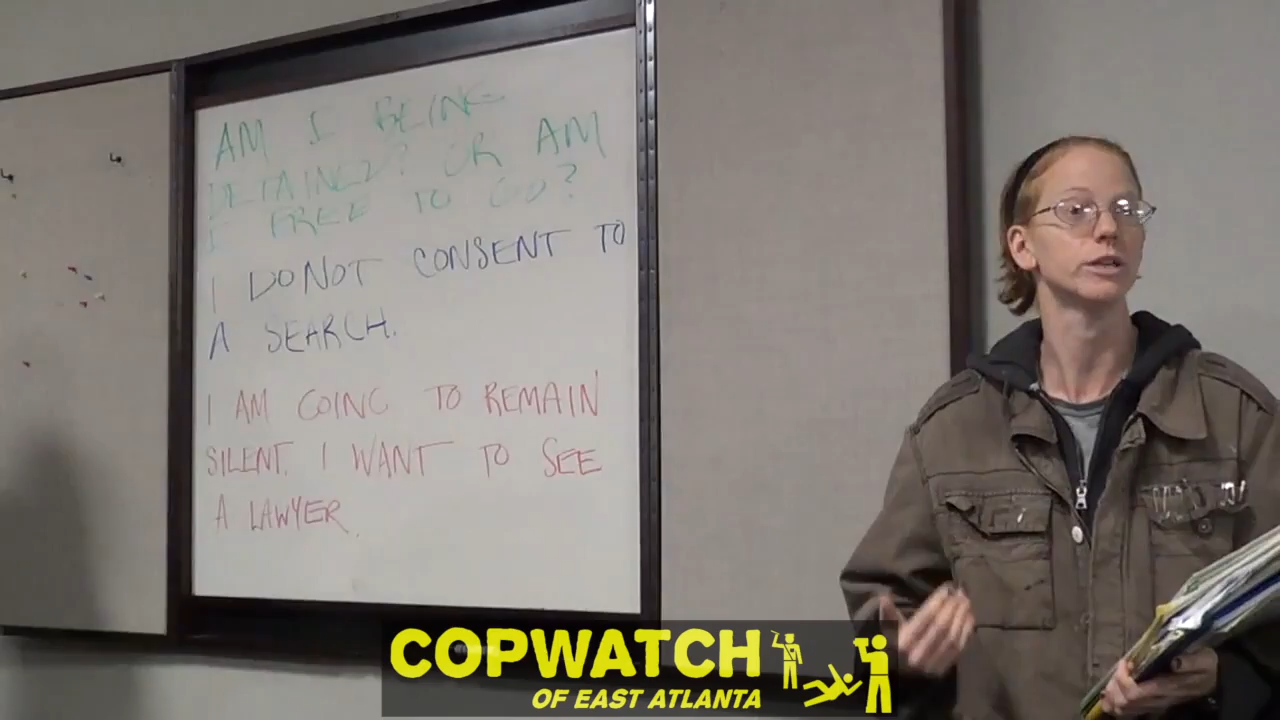 AM I BEING
DETAINED? OR AM
I FREE TO GO?
I DO NOT CONSENT TO
A SEARCH.
I AM GOING TO REMAIN
SILENT. I WANT TO SEE
A LAWYER.
COPWATCH
OF EAST ATLANTA